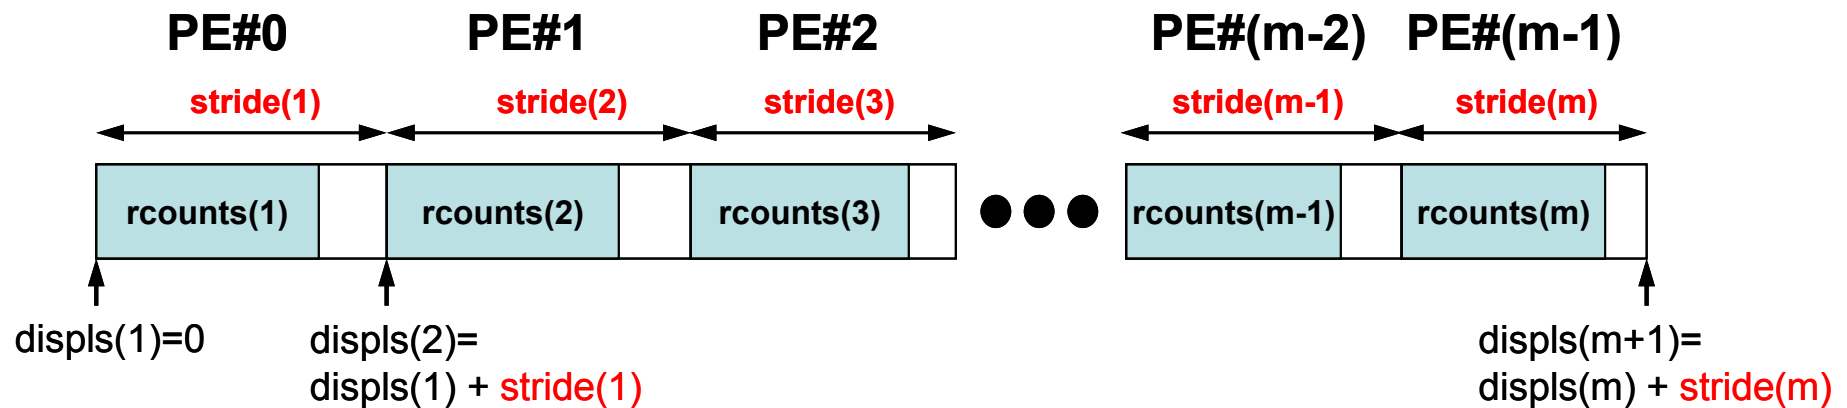 PE#0 PE#1 PE#2 PE#(m-2) PE#(m-1)
stride(1) stride(2) stride(3) stride(m-1) stride(m)
rcounts(1) rcounts(2) rcounts(3) rcounts(m-1) rcounts(m)
displs(1)=0 displs(2)= displs(m+1)=
displs(1) + stride(1) displs(m) + stride(m)